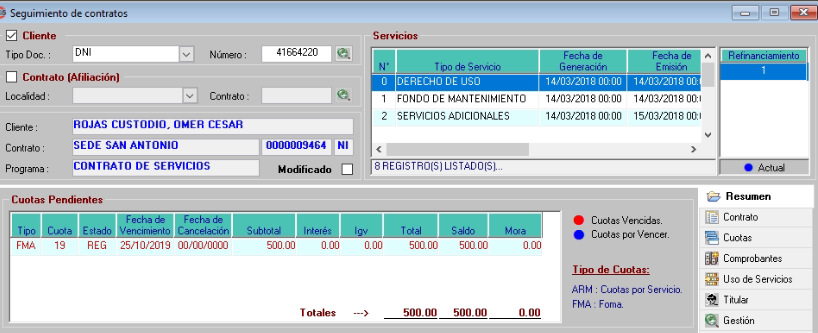 Seguimiento de contratos
Cliente
Tipo Doc. : DNI Número : 41664220
Contrato (Afiliación)
Localidad : Contrato :
Cliente : ROJAS CUSTODIO, OMER CESAR
Contrato : SEDE SAN ANTONIO 0000009464 NI
Programa : CONTRATO DE SERVICIOS Modificado
Servicios
N° Tipo de Servicio Fecha de Generación Fecha de Emisión
0 DERECHO DE USO 14/03/2018 00:00 14/03/2018 00:
1 FONDO DE MANTENIMIENTO 14/03/2018 00:00 14/03/2018 00:
2 SERVICIOS ADICIONALES 14/03/2018 00:00 15/03/2018 00:
8 REGISTRO(S) LISTADO(S)...
Refinanciamiento
1
Actual
Cuotas Pendientes
Tipo Cuota Estado Fecha de Vencimiento Fecha de Cancelación Subtotal Interés Igv Total Saldo Mora
FMA 19 REG 25/10/2019 00/00/0000 500.00 0.00 0.00 500.00 500.00 0.00
Totales ---> 500.00 500.00 0.00
Cuotas Vencidas.
Cuotas por Vencer.
Tipo de Cuotas:
ARM : Cuotas por Servicio.
FMA : Foma.
Resumen
Contrato
Cuotas
Comprobantes
Uso de Servicios
Titular
Gestión